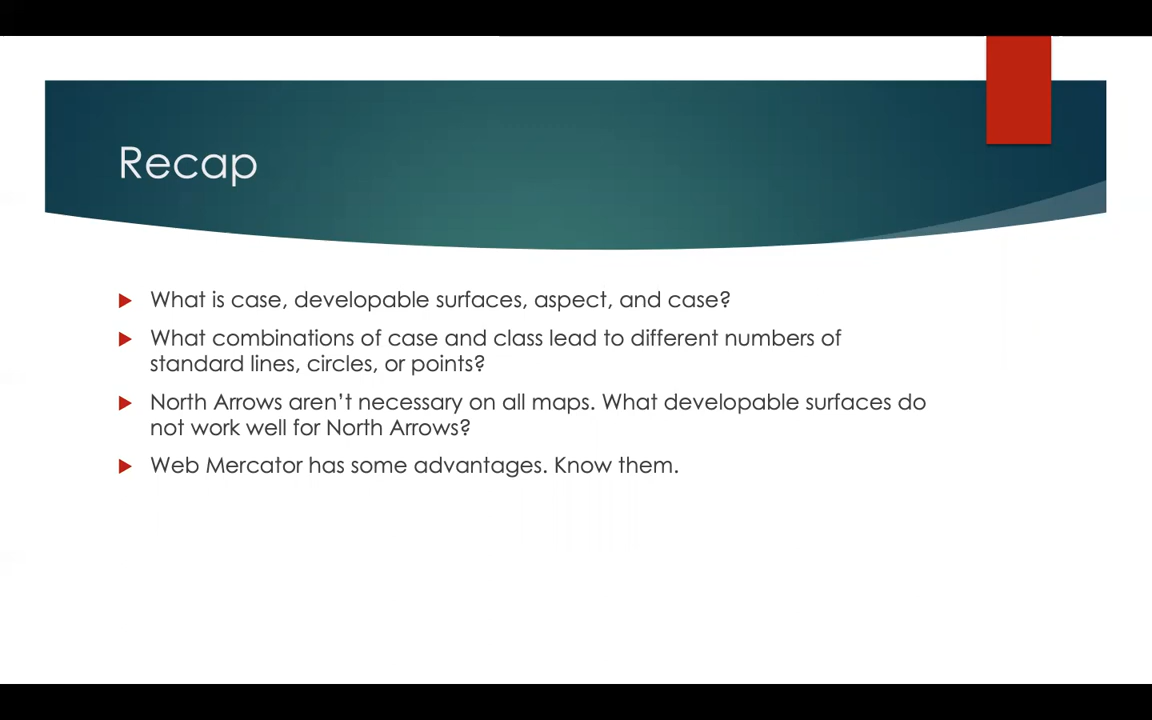 Recap
What is case, developable surfaces, aspect, and case?
What combinations of case and class lead to different numbers of
standard lines, circles, or points?
North Arrows aren’t necessary on all maps. What developable surfaces do
not work well for North Arrows?
Web Mercator has some advantages. Know them.